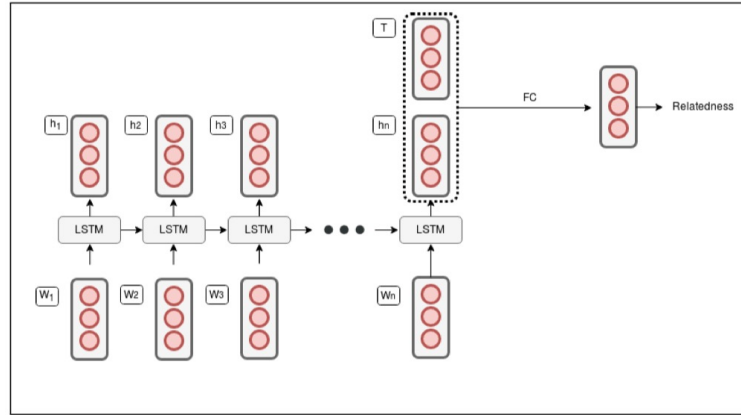 T
FC
Relatedness
h1
h2
h3
hn
LSTM
LSTM
LSTM
LSTM
W1
W2
W3
Wn